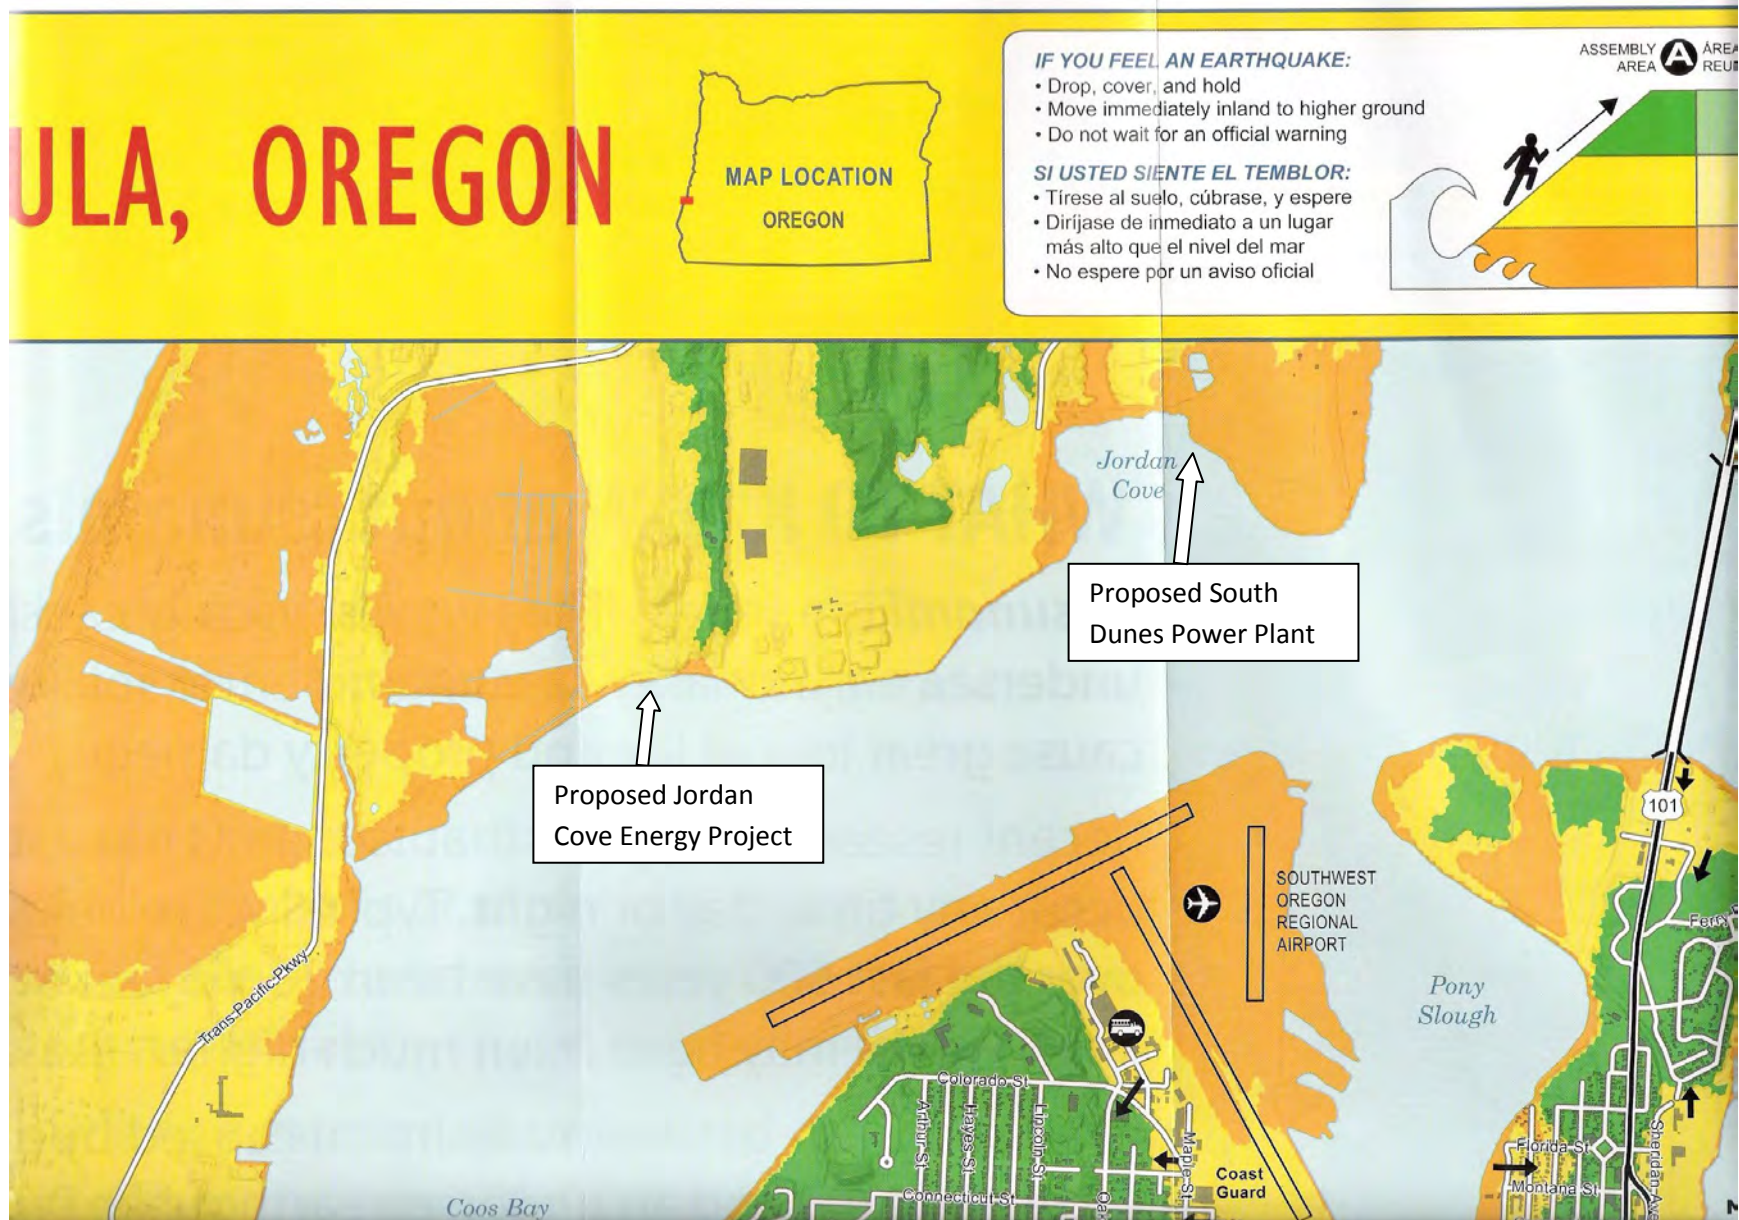 ULA, OREGON
MAP LOCATION
OREGON
IF YOU FEEL AN EARTHQUAKE:
• Drop, cover, and hold
• Move immediately inland to higher ground
• Do not wait for an official warning
SI USTED SIENTE EL TEMBLOR:
• Tírese al suelo, cúbrase, y espere
• Diríjase de inmediato a un lugar
más alto que el nivel del mar
• No espere por un aviso oficial
ASSEMBLY
AREA
A
ÁREA
REU
Jordan
Cove
Proposed South
Dunes Power Plant
Proposed Jordan
Cove Energy Project
101
SOUTHWEST
OREGON
REGIONAL
AIRPORT
Ferry
Pony
Slough
Trans-Pacific-Pkwy
Colorado St
Arthur St
Hayes St
Lincoln St
Maple St
Oak
Coast
Guard
Connecticut St
Florida St
Montana St
Sheridan Ave
Coos Bay